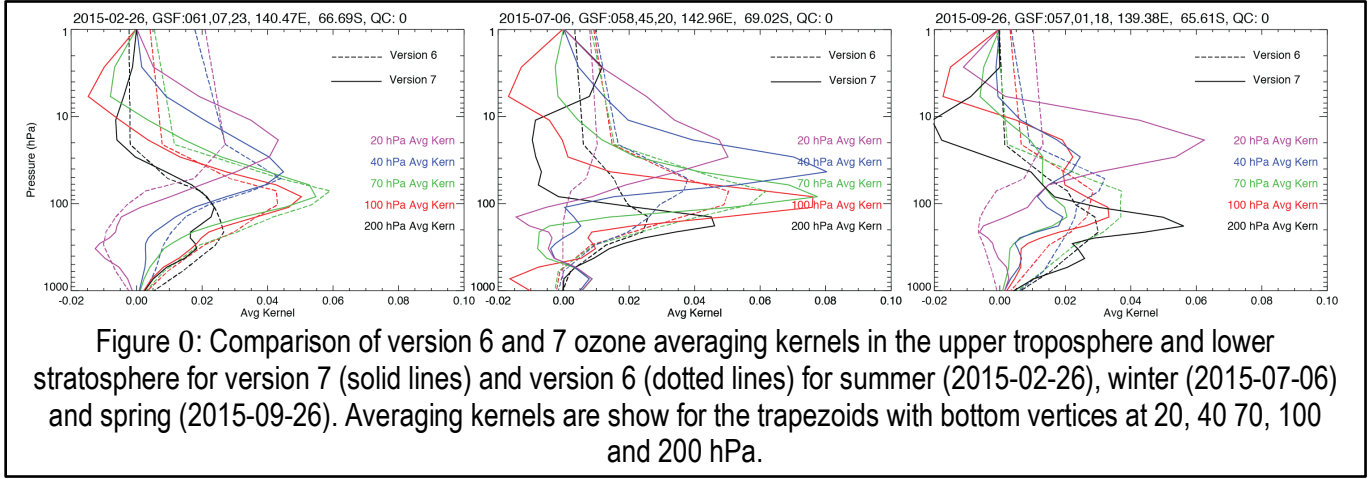 2015-02-26, GSF:061,07,23, 140.47E, 66.69S, QC: 0
1
10
100
1000
Pressure (hPa)
Version 6
Version 7
20 hPa Avg Kern
40 hPa Avg Kern
70 hPa Avg Kern
100 hPa Avg Kern
200 hPa Avg Kern
-0.02 0.00 0.02 0.04 0.06 0.08 0.10
Avg Kernel
2015-07-06, GSF:058,45,20, 142.96E, 69.02S, QC: 0
1
10
100
1000
Version 6
Version 7
20 hPa Avg Kern
40 hPa Avg Kern
70 hPa Avg Kern
100 hPa Avg Kern
200 hPa Avg Kern
-0.02 0.00 0.02 0.04 0.06 0.08 0.10
Avg Kernel
2015-09-26, GSF:057,01,18, 139.38E, 65.61S, QC: 0
1
10
100
1000
Version 6
Version 7
20 hPa Avg Kern
40 hPa Avg Kern
70 hPa Avg Kern
100 hPa Avg Kern
200 hPa Avg Kern
-0.02 0.00 0.02 0.04 0.06 0.08 0.10
Avg Kernel
Figure 0: Comparison of version 6 and 7 ozone averaging kernels in the upper troposphere and lower
stratosphere for version 7 (solid lines) and version 6 (dotted lines) for summer (2015-02-26), winter (2015-07-06)
and spring (2015-09-26). Averaging kernels are show for the trapezoids with bottom vertices at 20, 40 70, 100
and 200 hPa.